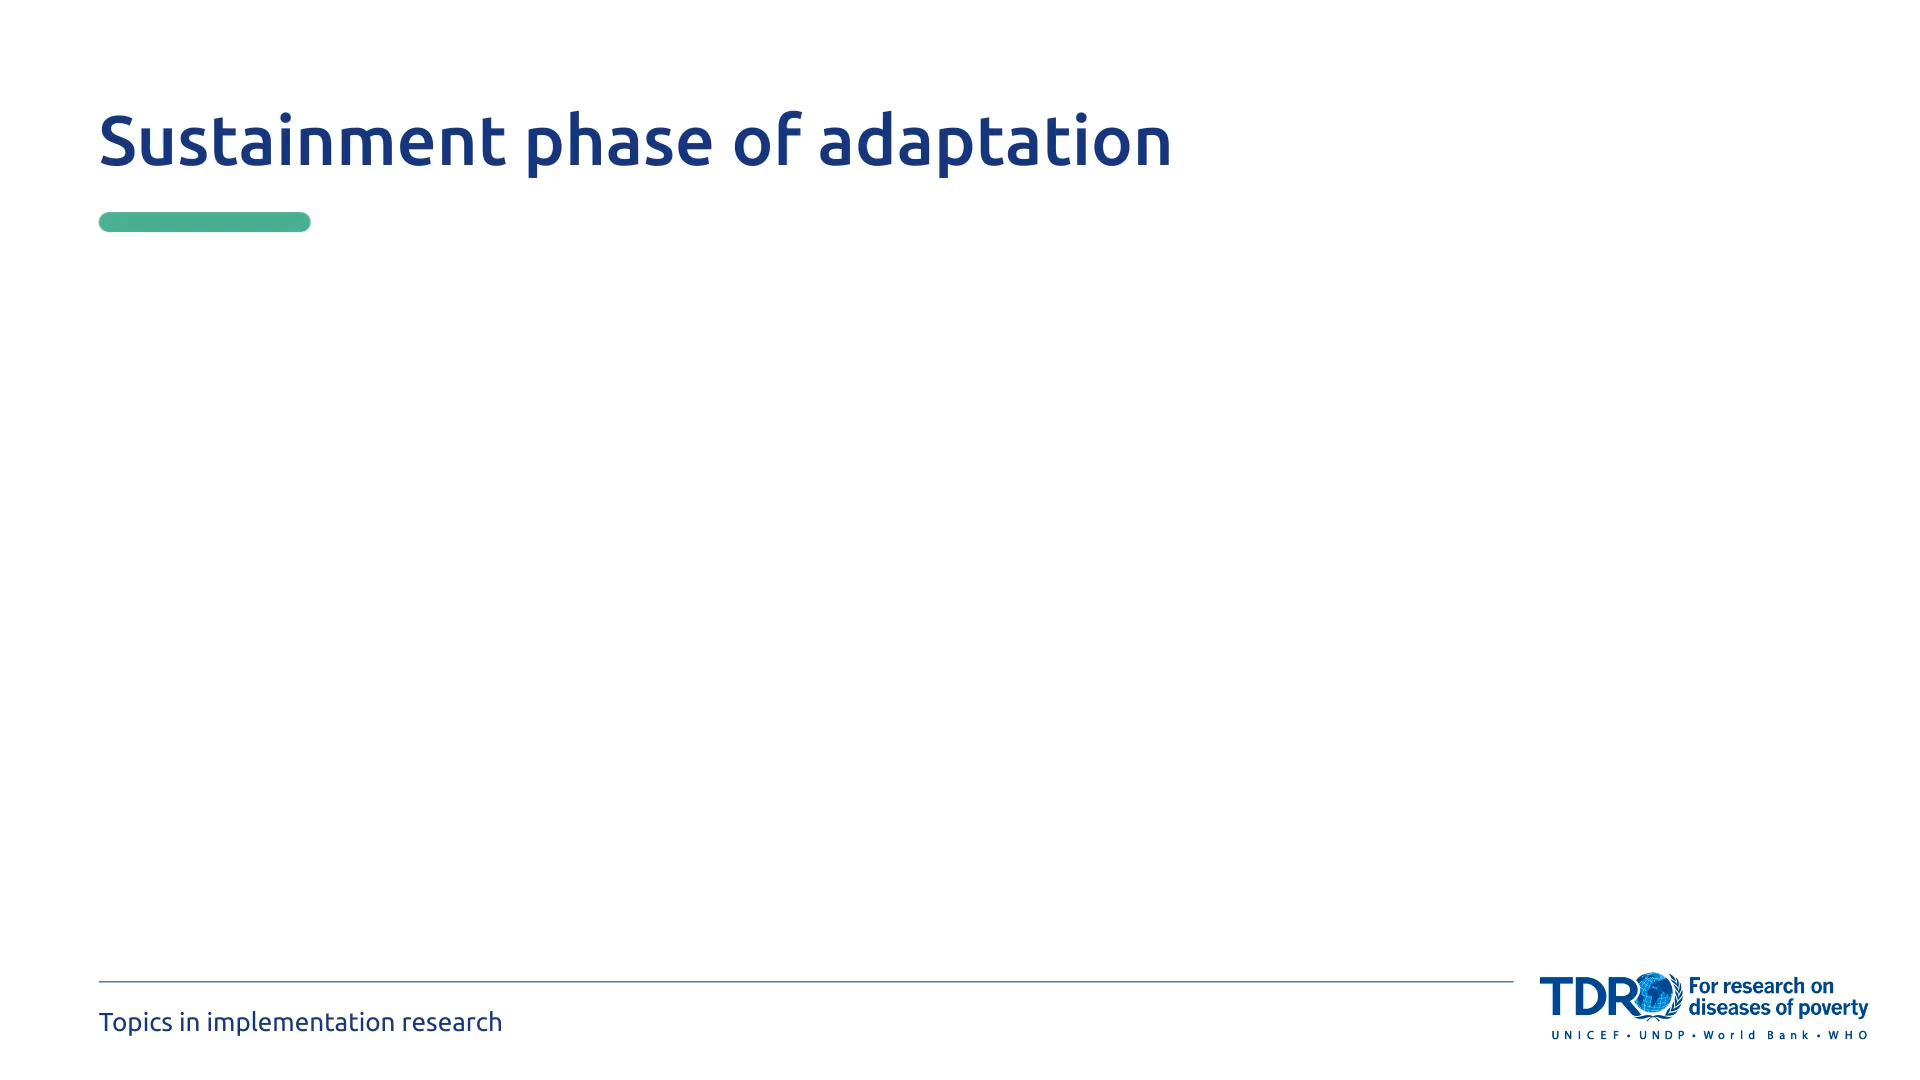 Sustainment phase of adaptation
Topics in implementation research
TDR For research on
diseases of poverty
UNICEF • UNDP • World Bank • WHO